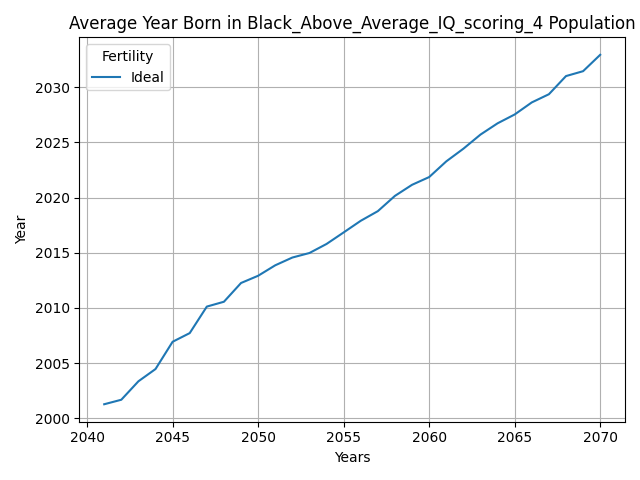 Average Year Born in Black_Above_Average_IQ_scoring_4 Population
Fertility
Ideal
Year
2030
2025
2020
2015
2010
2005
2000
2040
2045
2050
2055
2060
2065
2070
Years